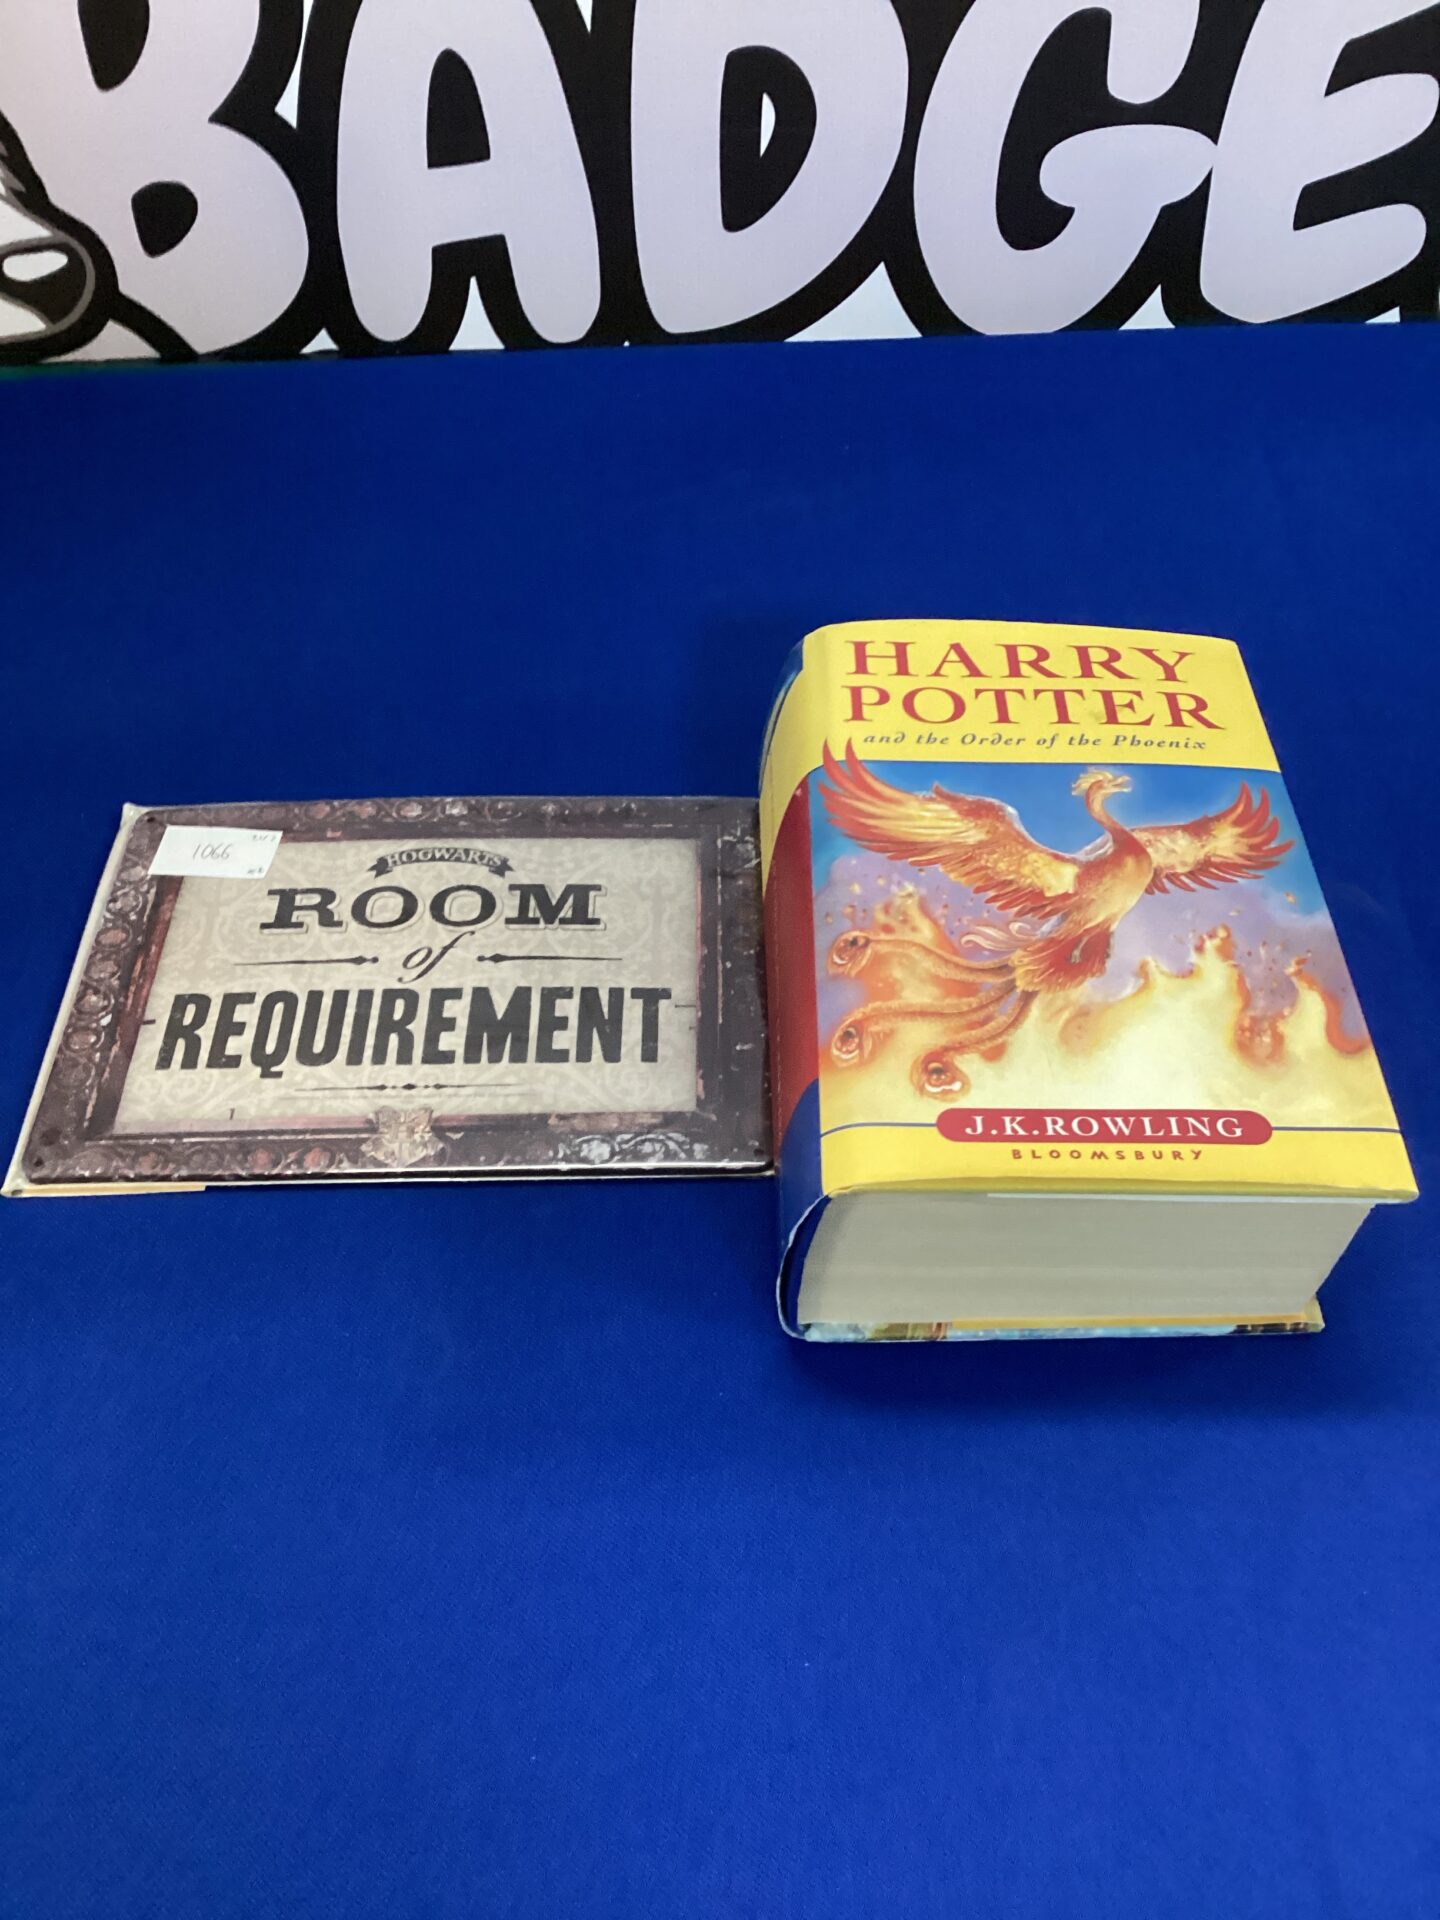 BADGE
1066
HOGWARTS
ROOM
of
REQUIREMENT
HARRY
POTTER
and the Order of the Phoenix
J.K.ROWLING
BLOOMSBURY